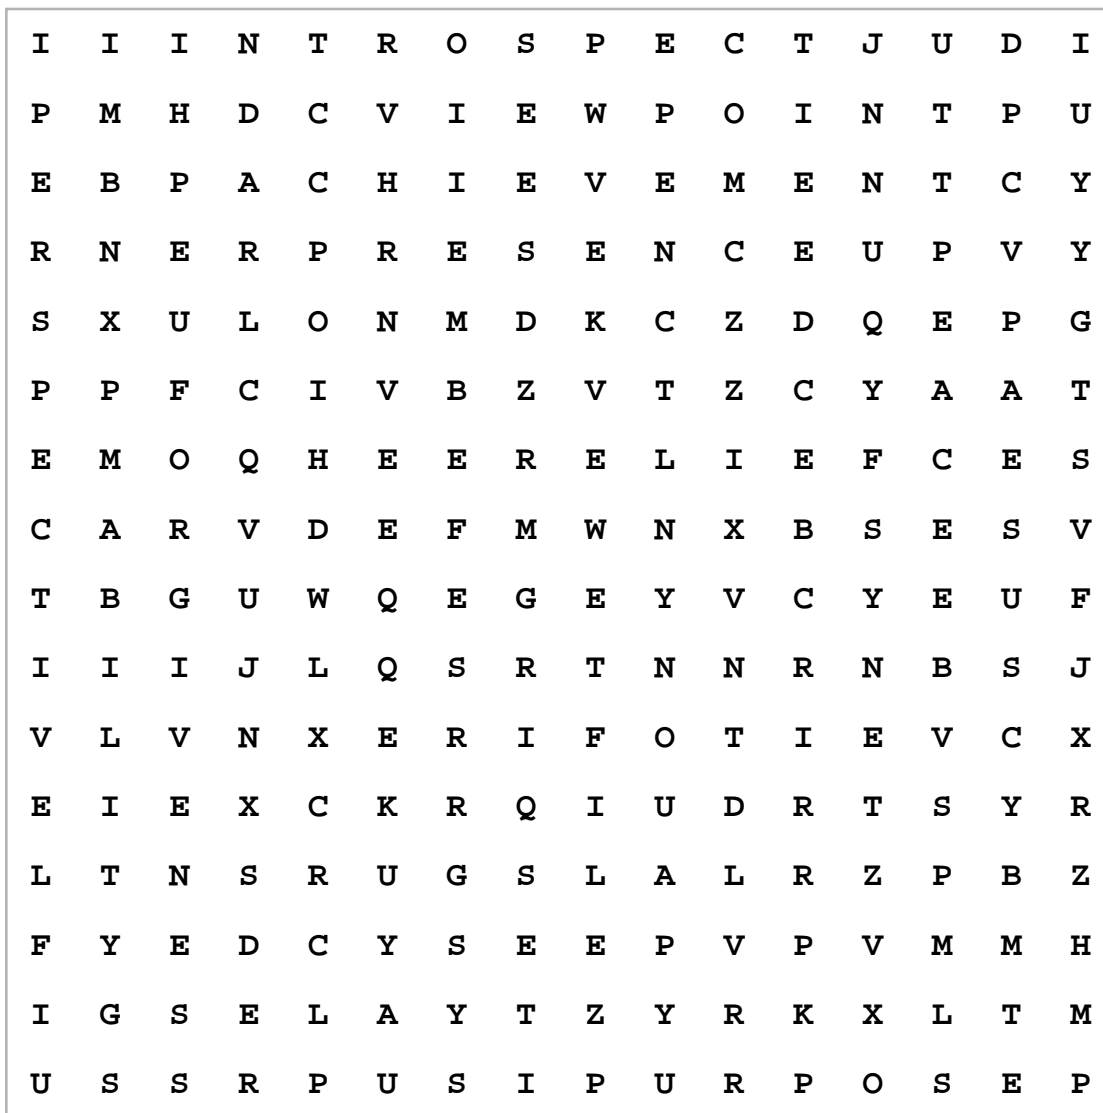 I I I N T R O S P E C T J U D I
P M H D C V I E W P O I N T P U
E B P A C H I E V E M E N T C Y
R N E R P R E S E N C E U P V Y
S X U L O N M D K C Z D Q E P G
P P F C I V B Z V T Z C Y A A T
E M O Q H E E R E L I E F C E S
C A R V D E F M W N X B S E S V
T B G U W Q E G E Y V C Y E U F
I I I J L Q S R T N N R N B S J
V L V N X E R I F O T I E V C X
E I E X C K R Q I U D R T S Y R
L T N S R U G S L A L R Z P B Z
F Y E D C Y S E E P V P V M M H
I G S E L A Y T Z Y R K X L T M
U S S R P U S I P U R P O S E P